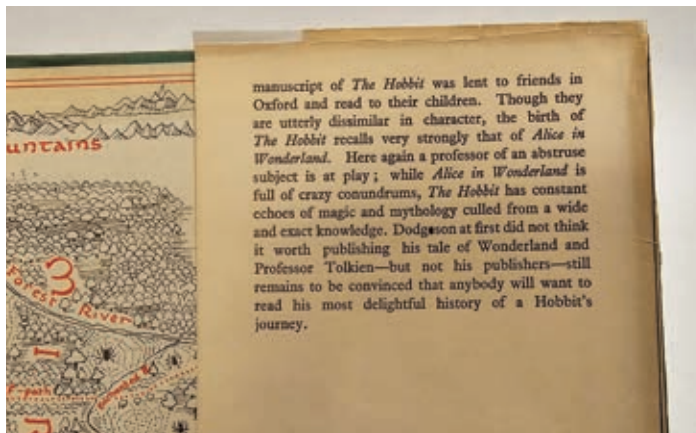 manuscript of The Hobbit was lent to friends in
Oxford and read to their children. Though they
are utterly dissimilar in character, the birth of
The Hobbit recalls very strongly that of Alice in
Wonderland. Here again a professor of an abstruse
subject is at play; while Alice in Wonderland is
full of crazy conundrums, The Hobbit has constant
echoes of magic and mythology culled from a wide
and exact knowledge. Dodgeson at first did not think
it worth publishing his tale of Wonderland and
Professor Tolkien—but not his publishers—still
remains to be convinced that anybody will want to
read his most delightful history of a Hobbit's
journey.
untains
Forest River
F-path
Enchanted R